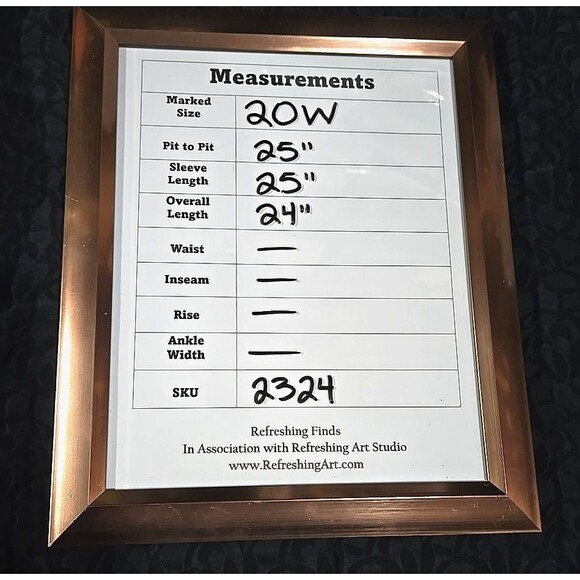 Measurements
Marked Size 20W
Pit to Pit 25"
Sleeve Length 25"
Overall Length 24"
Waist —
Inseam —
Rise —
Ankle Width —
SKU 2324
Refreshing Finds
In Association with Refreshing Art Studio
www.RefreshingArt.com